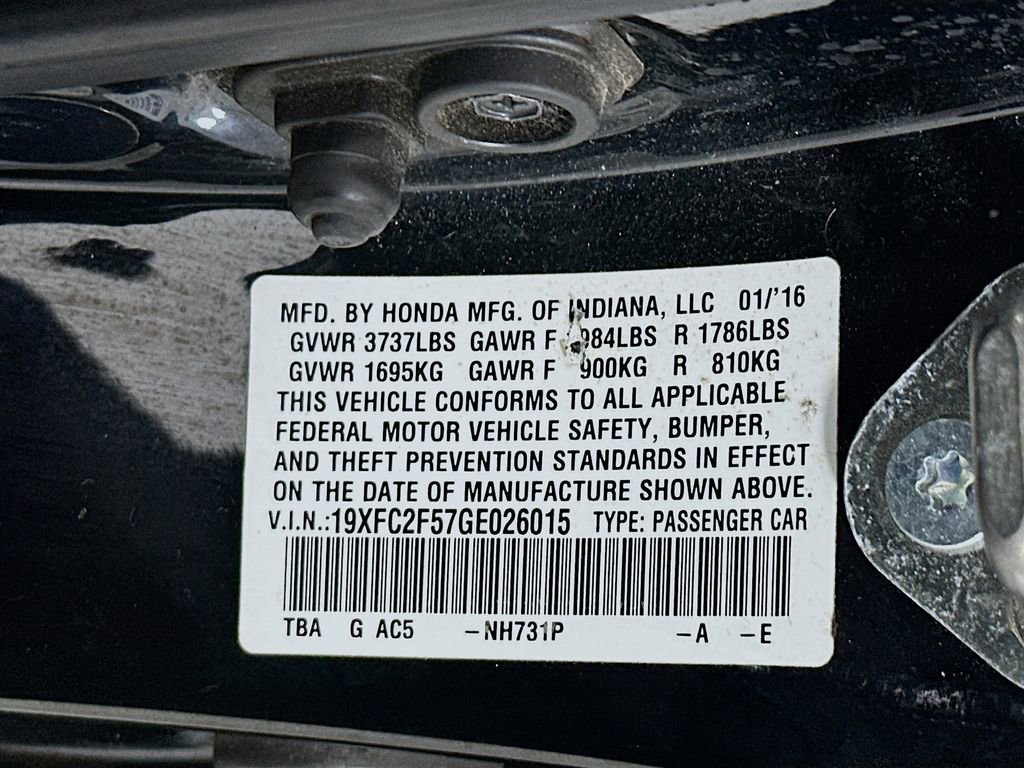 MFD. BY HONDA MFG. OF INDIANA, LLC 01/'16
GVWR 3737LBS GAWR F 984LBS R 1786LBS
GVWR 1695KG GAWR F 900KG R 810KG
THIS VEHICLE CONFORMS TO ALL APPLICABLE
FEDERAL MOTOR VEHICLE SAFETY, BUMPER,
AND THEFT PREVENTION STANDARDS IN EFFECT
ON THE DATE OF MANUFACTURE SHOWN ABOVE.
V.I.N.:19XFC2F57GE026015 TYPE: PASSENGER CAR
TBA G AC5 -NH731P -A -E